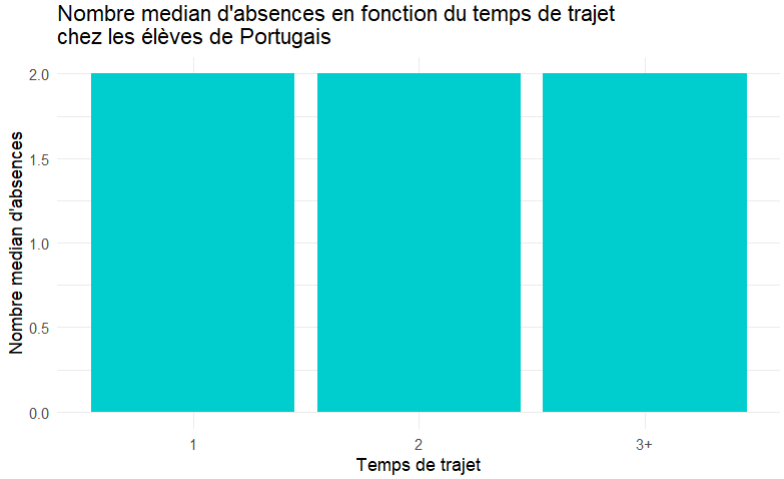 Nombre median d'absences en fonction du temps de trajet
chez les élèves de Portugais
Nombre median d'absences
2.0
1.5
1.0
0.5
0.0
1
2
3+
Temps de trajet